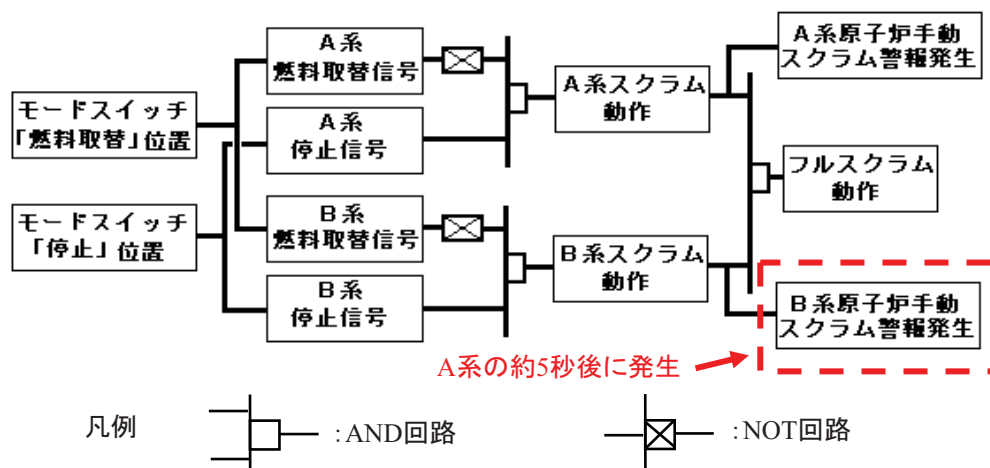 モードスイッチ
「燃料取替」位置
モードスイッチ
「停止」位置
A系
燃料取替信号
A系
停止信号
B系
燃料取替信号
B系
停止信号
A系スクラム
動作
B系スクラム
動作
A系原子炉手動
スクラム警報発生
フルスクラム
動作
B系原子炉手動
スクラム警報発生
A系の約5秒後に発生
凡例
:AND回路
:NOT回路